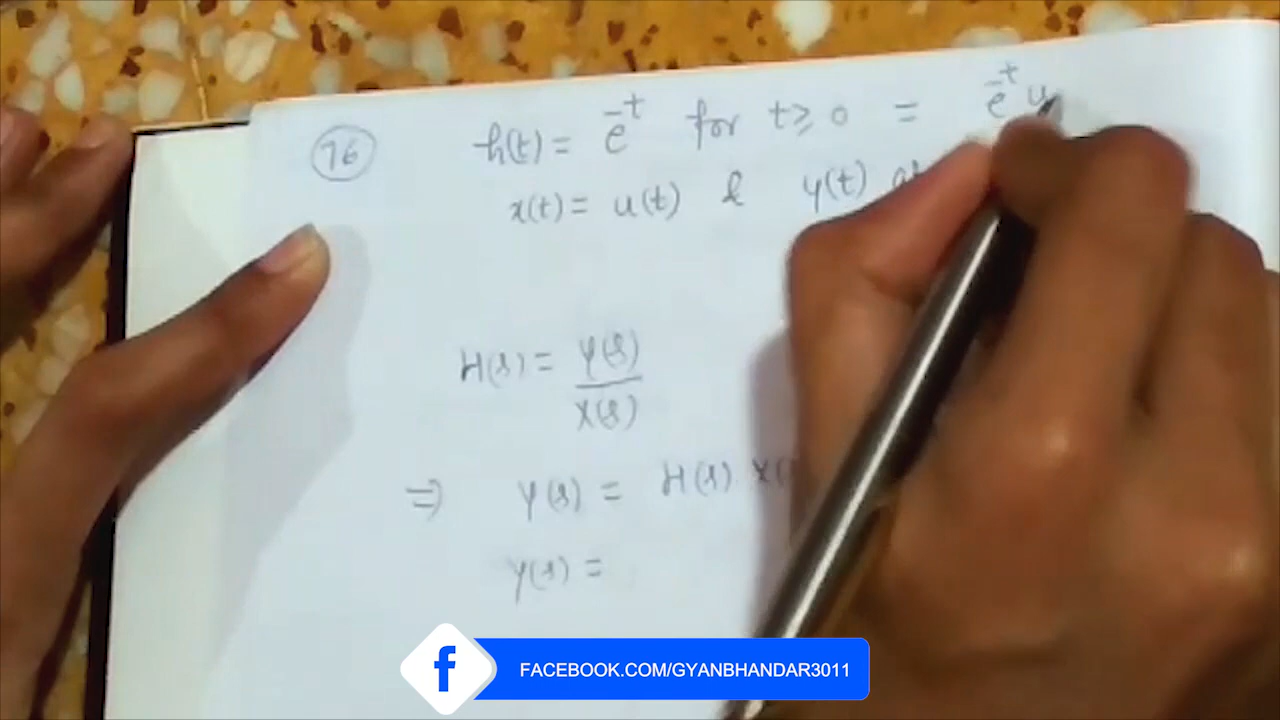 76
h(t) = e^-t for t ≥ 0 = e^-t u
x(t) = u(t) & y(t)
H(s) = Y(s) / X(s)
⇒ Y(s) = H(s) . X(
Y(s) =
f FACEBOOK.COM/GYANBHANDAR3011